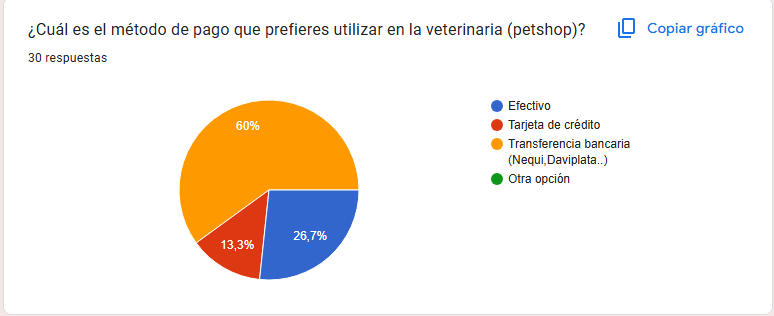 ¿Cuál es el método de pago que prefieres utilizar en la veterinaria (petshop)?
Copiar gráfico
30 respuestas
60%
13,3%
26,7%
Efectivo
Tarjeta de crédito
Transferencia bancaria
(Nequi,Daviplata..)
Otra opción